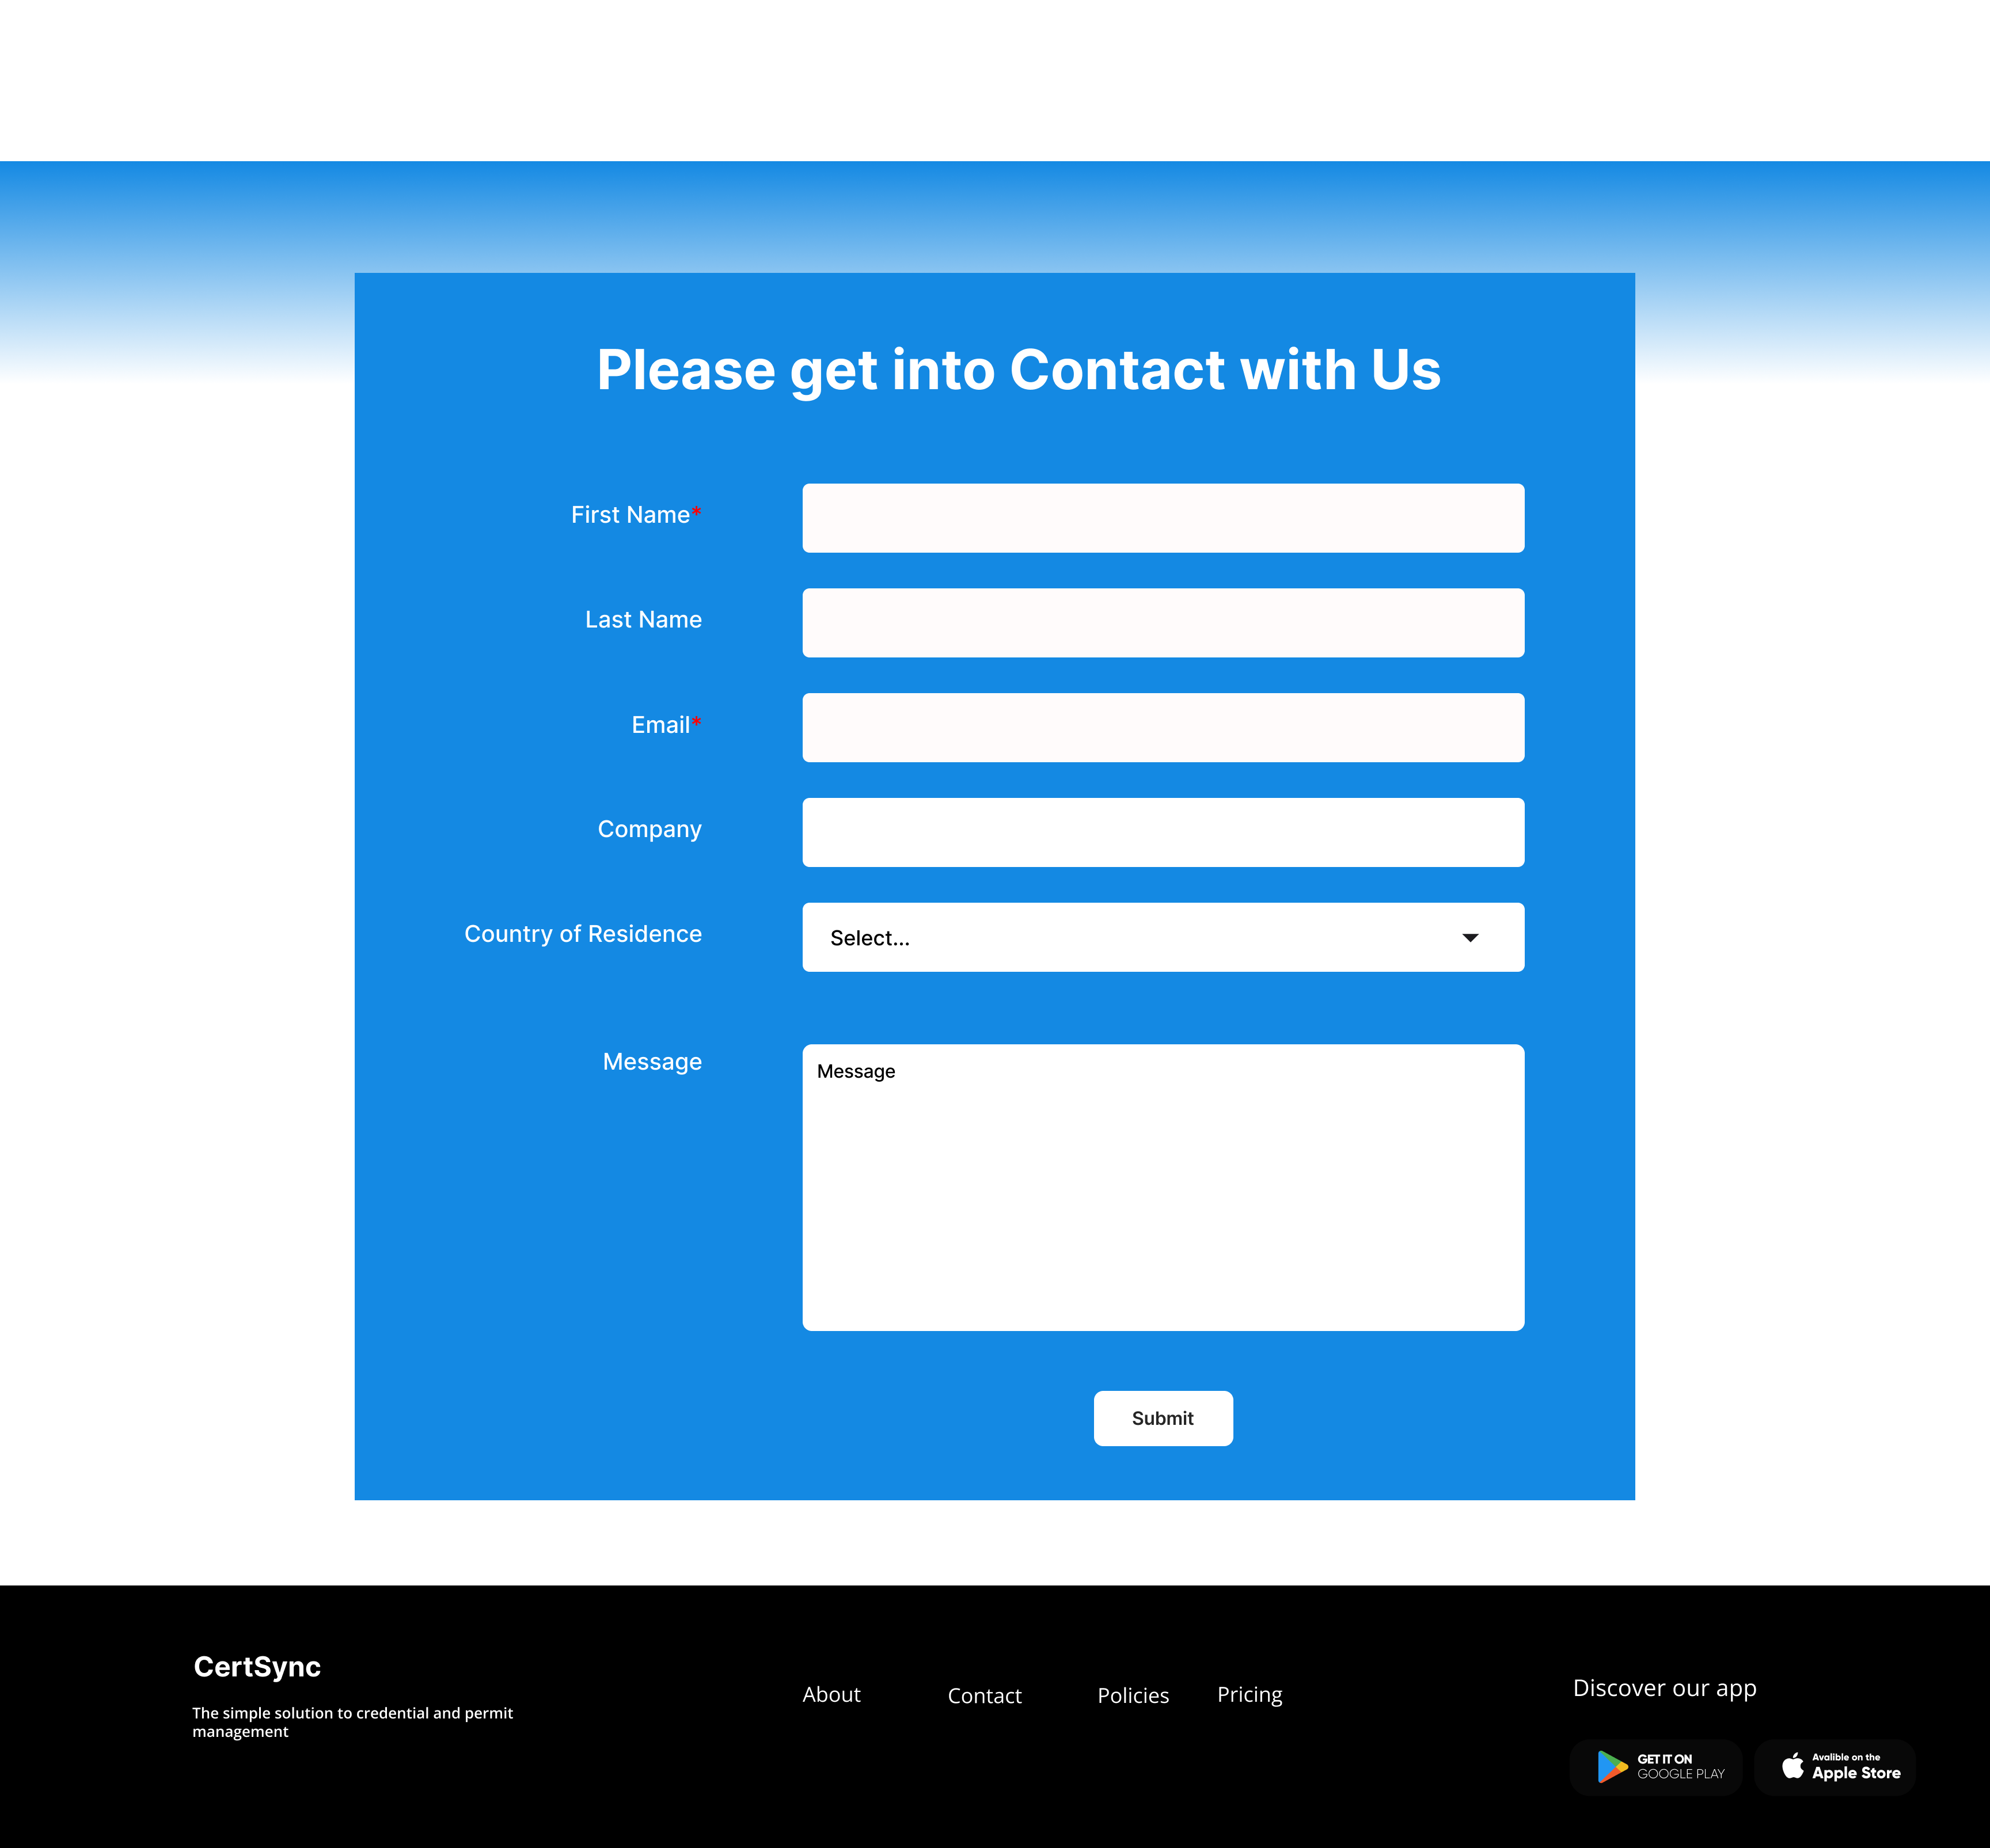 Please get into Contact with Us
First Name*
Last Name
Email*
Company
Country of Residence
Select...
Message
Message
Submit
CertSync
The simple solution to credential and permit
management
About
Contact
Policies
Pricing
Discover our app
GET IT ON
GOOGLE PLAY
Avalible on the
Apple Store